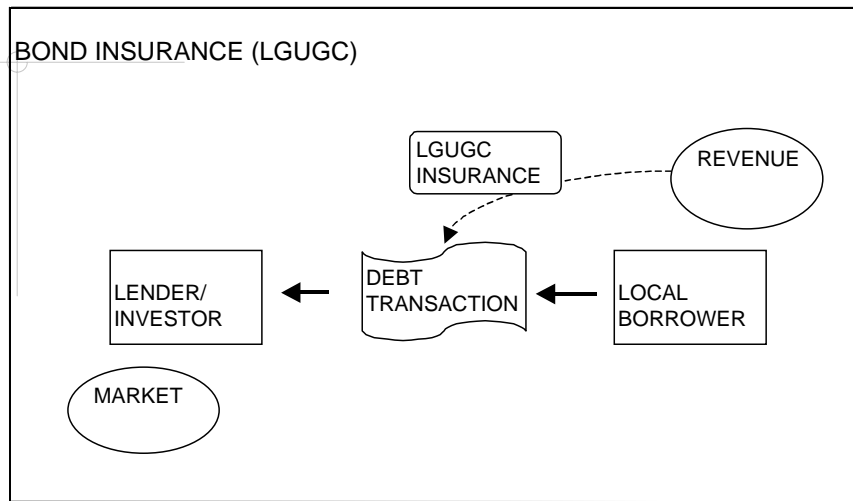 BOND INSURANCE (LGUGC)
LGUGC
INSURANCE
REVENUE
LENDER/
INVESTOR
DEBT
TRANSACTION
LOCAL
BORROWER
MARKET